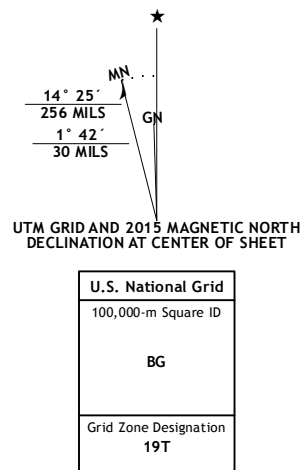 ★
MN
GN
14° 25´
256 MILS
1° 42´
30 MILS
UTM GRID AND 2015 MAGNETIC NORTH
DECLINATION AT CENTER OF SHEET
U.S. National Grid
100,000-m Square ID
BG
Grid Zone Designation
19T